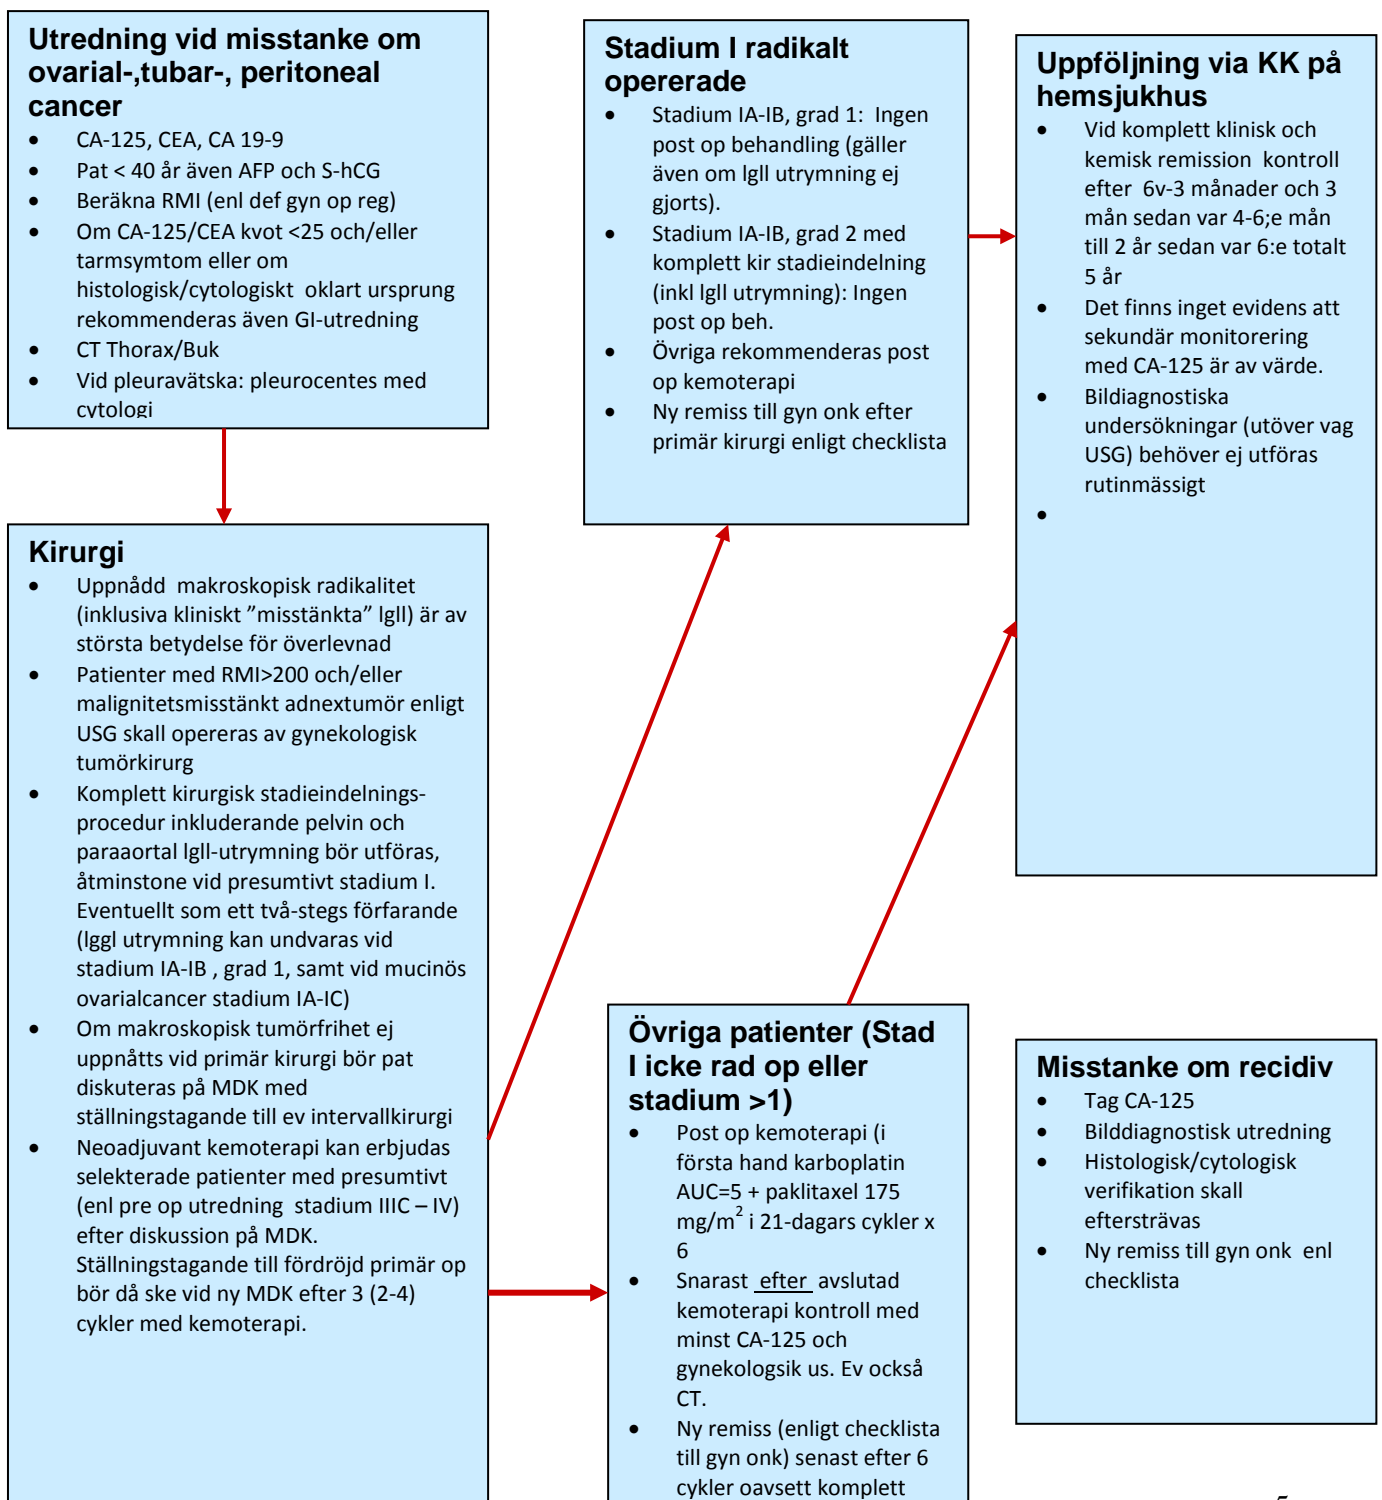 Utredning vid misstanke om
ovarial-,tubar-, peritoneal
cancer
• CA-125, CEA, CA 19-9
• Pat < 40 år även AFP och S-hCG
• Beräkna RMI (enl def gyn op reg)
• Om CA-125/CEA kvot <25 och/eller
tarmsymtom eller om
histologisk/cytologiskt oklart ursprung
rekommenderas även GI-utredning
• CT Thorax/Buk
• Vid pleuravätska: pleurocentes med
cytologi
Kirurgi
• Uppnådd makroskopisk radikalitet
(inklusiva kliniskt ”misstänkta” lgll) är av
största betydelse för överlevnad
• Patienter med RMI>200 och/eller
malignitetsmisstänkt adnextumör enligt
USG skall opereras av gynekologisk
tumörkirurg
• Komplett kirurgisk stadieindelnings-
procedur inkluderande pelvin och
paraaortal lgll-utrymning bör utföras,
åtminstone vid presumtivt stadium I.
Eventuellt som ett två-stegs förfarande
(lggl utrymning kan undvaras vid
stadium IA-IB , grad 1, samt vid mucinös
ovarialcancer stadium IA-IC)
• Om makroskopisk tumörfrihet ej
uppnåtts vid primär kirurgi bör pat
diskuteras på MDK med
ställningstagande till ev intervallkirurgi
• Neoadjuvant kemoterapi kan erbjudas
selekterade patienter med presumtivt
(enl pre op utredning stadium IIIC – IV)
efter diskussion på MDK.
Ställningstagande till fördröjd primär op
bör då ske vid ny MDK efter 3 (2-4)
cykler med kemoterapi.
Stadium I radikalt
opererade
• Stadium IA-IB, grad 1: Ingen
post op behandling (gäller
även om lgll utrymning ej
gjorts).
• Stadium IA-IB, grad 2 med
komplett kir stadieindelning
(inkl lgll utrymning): Ingen
post op beh.
• Övriga rekommenderas post
op kemoterapi
• Ny remiss till gyn onk efter
primär kirurgi enligt checklista
Övriga patienter (Stad
I icke rad op eller
stadium >1)
• Post op kemoterapi (i
första hand karboplatin
AUC=5 + paklitaxel 175
mg/m² i 21-dagars cykler x
6
• Snarast efter avslutad
kemoterapi kontroll med
minst CA-125 och
gynekologsik us. Ev också
CT.
• Ny remiss (enligt checklista
till gyn onk) senast efter 6
cykler oavsett komplett
Uppföljning via KK på
hemsjukhus
• Vid komplett klinisk och
kemisk remission kontroll
efter 6v-3 månader och 3
mån sedan var 4-6;e mån
till 2 år sedan var 6:e totalt
5 år
• Det finns inget evidens att
sekundär monitorering
med CA-125 är av värde.
• Bildiagnostiska
undersökningar (utöver vag
USG) behöver ej utföras
rutinmässigt
•
Misstanke om recidiv
• Tag CA-125
• Bilddiagnostisk utredning
• Histologisk/cytologisk
verifikation skall
eftersträvas
• Ny remiss till gyn onk enl
checklista